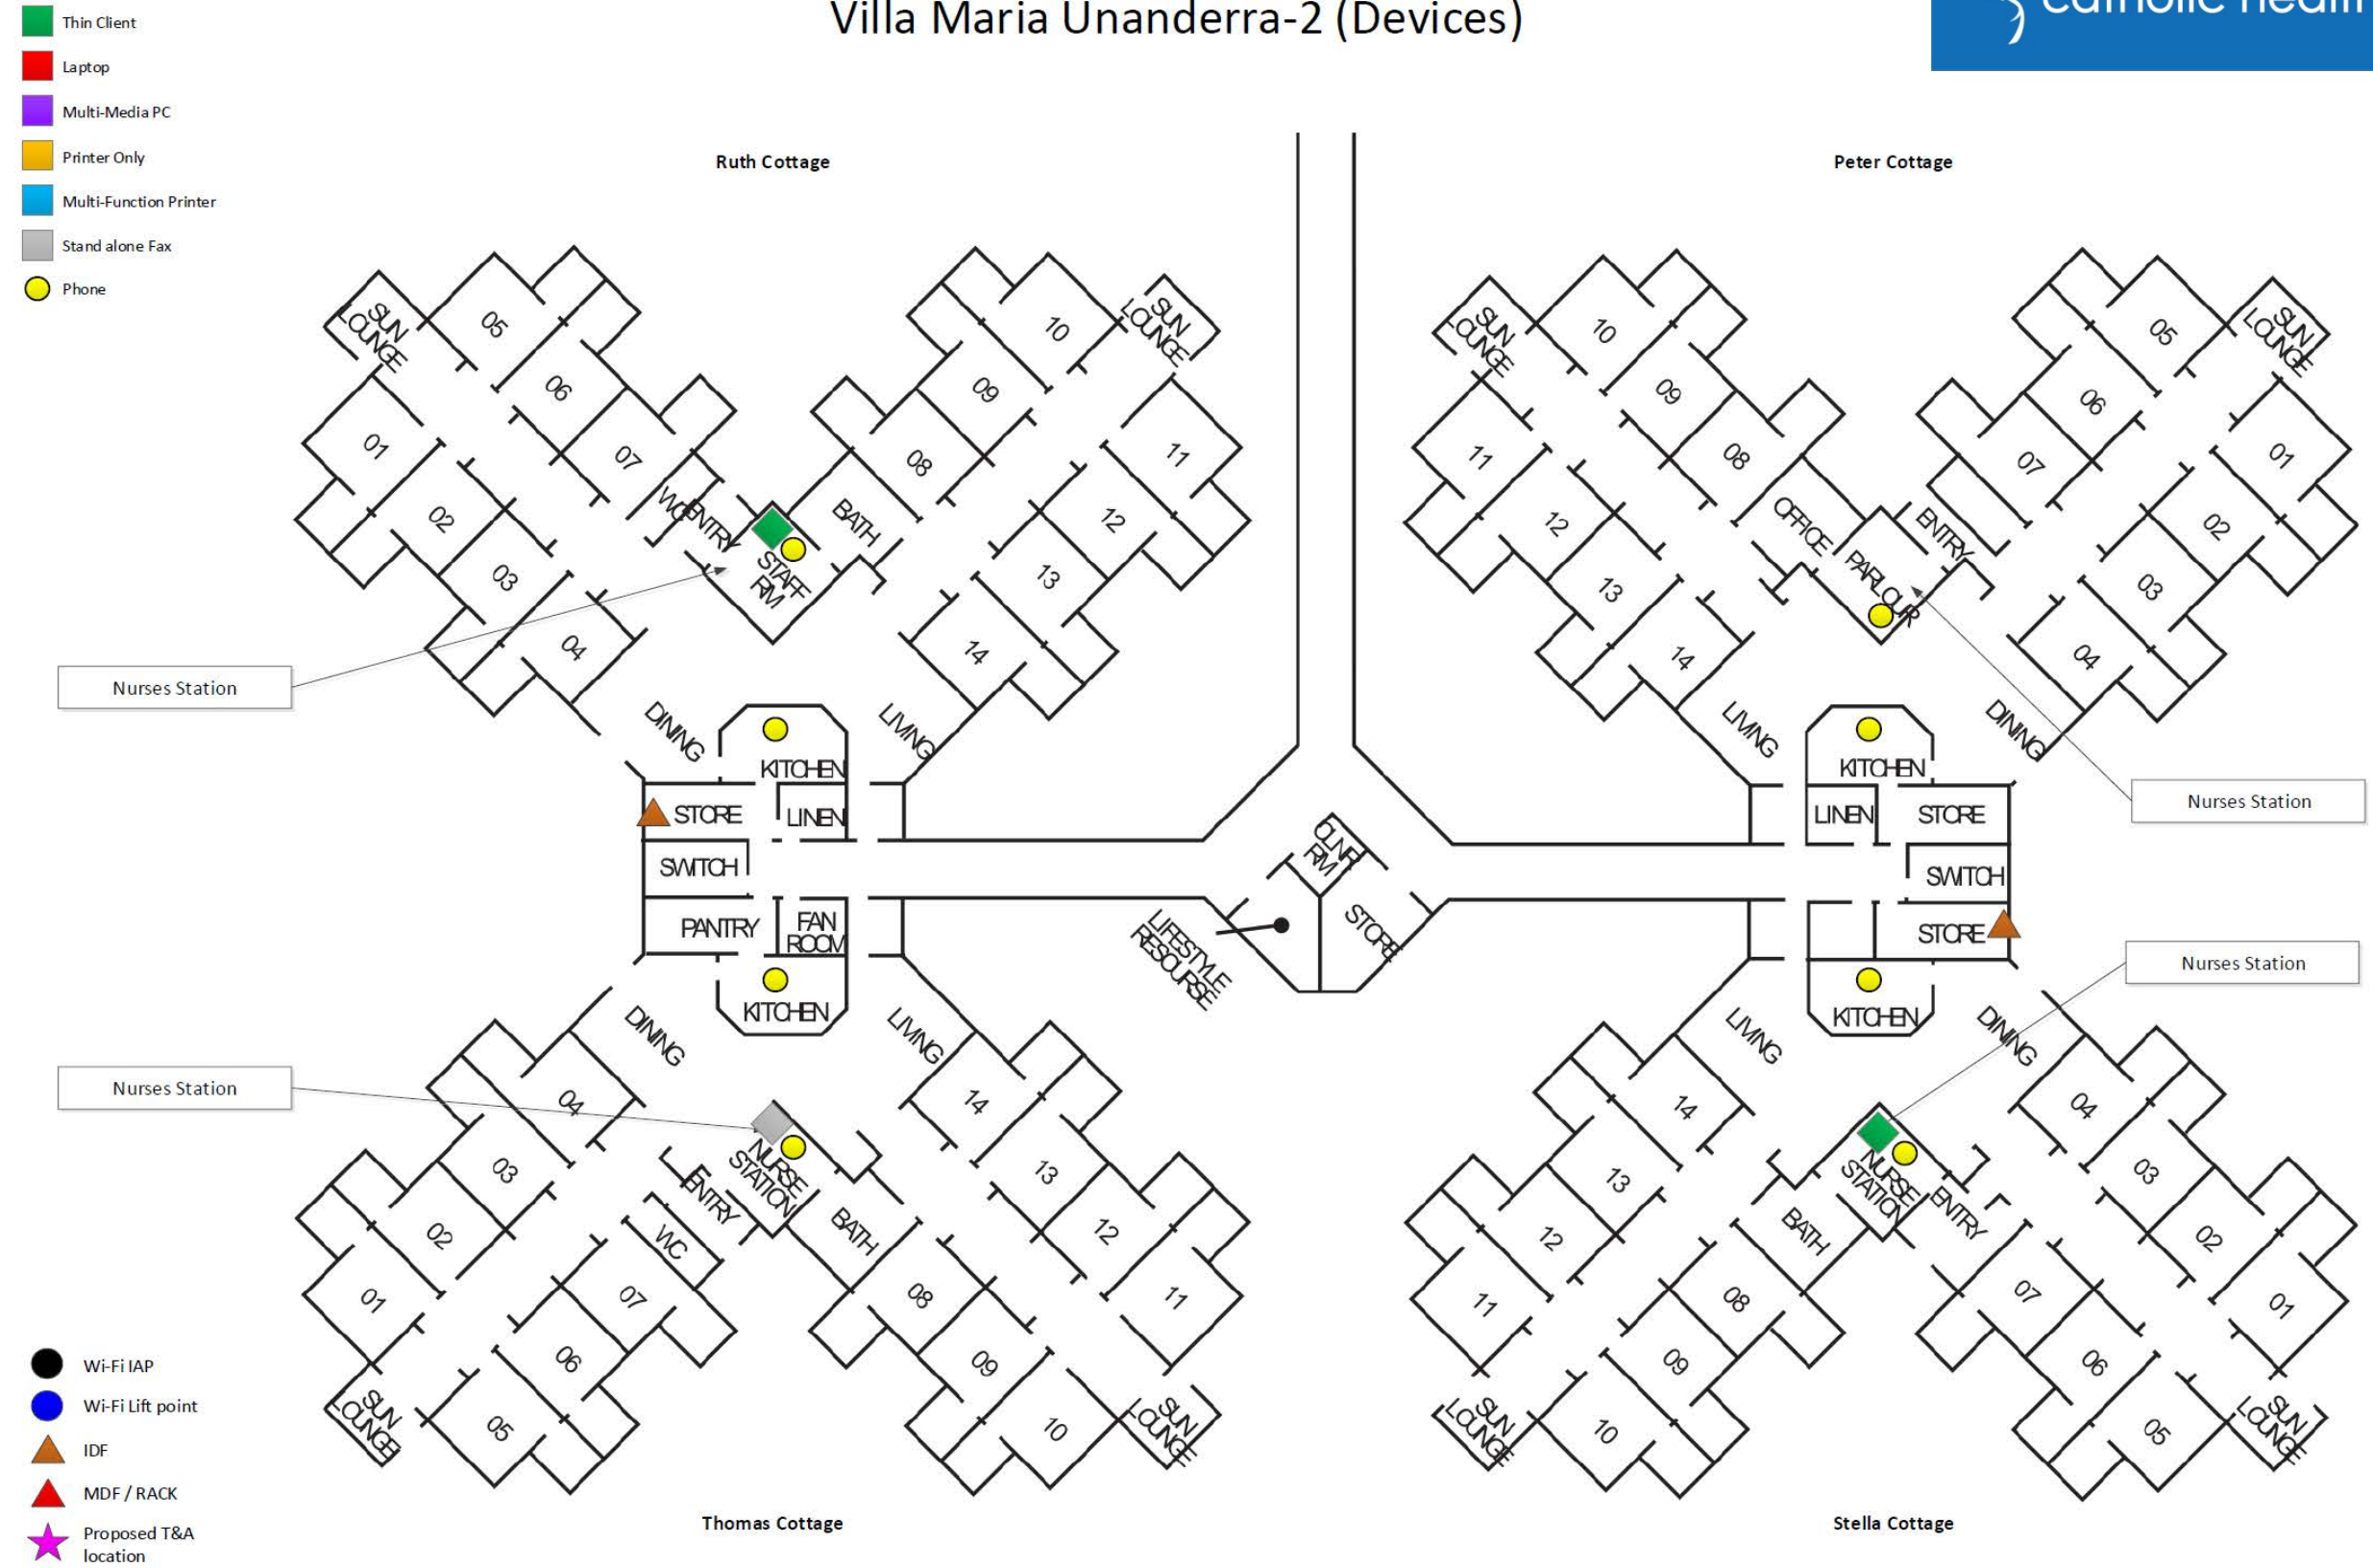 Villa Maria Unanderra-2 (Devices)
Thin Client
Laptop
Multi-Media PC
Printer Only
Multi-Function Printer
Stand alone Fax
Phone
Ruth Cottage
SUN
LOUNGE
05
06
07
01
02
03
04
WC
ENTRY
STAFF
RM
BATH
08
09
10
SUN
LOUNGE
11
12
13
14
Nurses Station
DINING
LIVING
KITCHEN
STORE
LINEN
SWITCH
PANTRY
FAN
ROOM
KITCHEN
Peter Cottage
SUN
LOUNGE
10
09
08
11
12
13
14
OFFICE
PARLOUR
ENTRY
07
06
05
SUN
LOUNGE
01
02
03
04
LIVING
DINING
Nurses Station
KITCHEN
LINEN
STORE
SWITCH
STORE
KITCHEN
Nurses Station
CLNR
RM
STORE
LIFESTYLE
RESOURSE
Nurses Station
DINING
LIVING
04
03
02
01
NURSE
STATION
ENTRY
WC
BATH
07
06
05
SUN
LOUNGE
14
13
12
11
08
09
10
SUN
LOUNGE
Thomas Cottage
LIVING
DINING
14
13
12
11
NURSE
STATION
BATH
ENTRY
08
09
10
SUN
LOUNGE
04
03
02
01
07
06
05
SUN
LOUNGE
Stella Cottage
Wi-Fi IAP
Wi-Fi Lift point
IDF
MDF / RACK
Proposed T&A
location